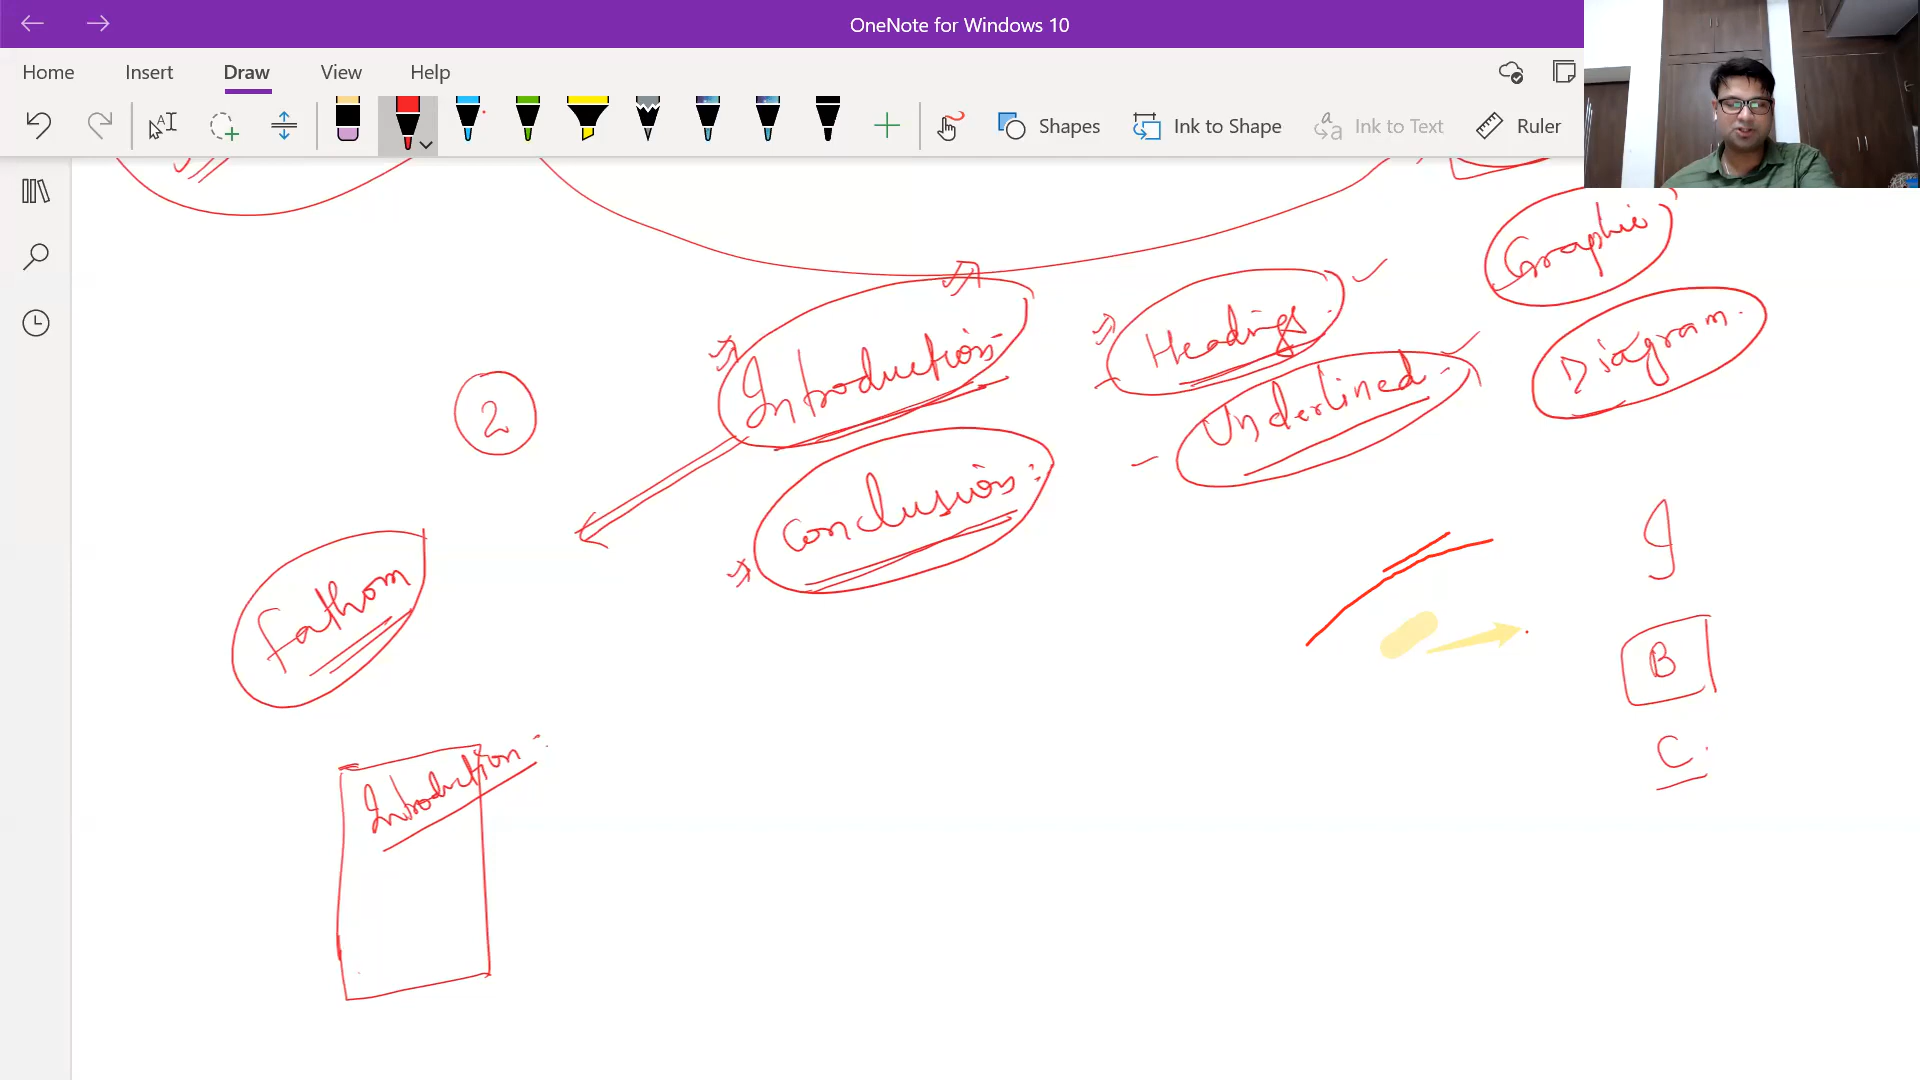 OneNote for Windows 10
Home Insert Draw View Help
Shapes Ink to Shape Ink to Text Ruler
Graphic
Headings.
Introduction:
Diagram.
Underlined
2
Conclusion:
I
Fathom
B
Introduction:
C.